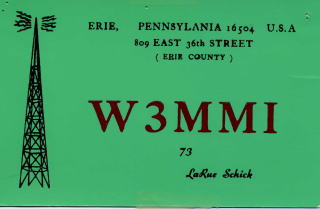 ERIE, PENNSYLVANIA 16504 U.S.A
809 EAST 36th STREET
( ERIE COUNTY )
W3MMI
73
LaRue Schick